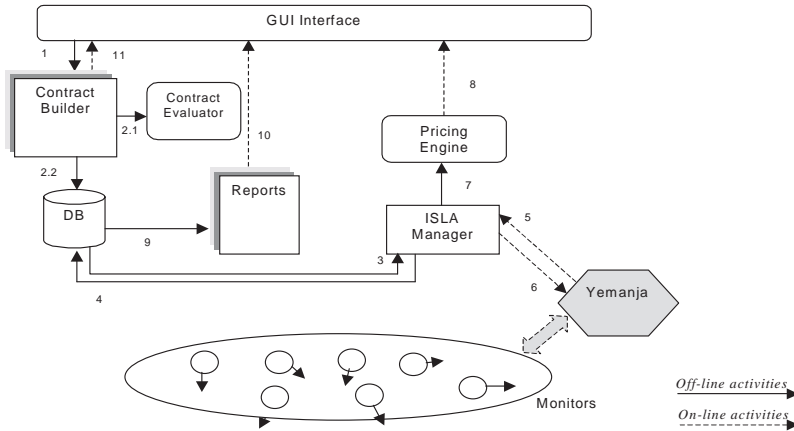 GUI Interface
1
11
8
Contract
Builder
Contract
Evaluator
2.1
10
Pricing
Engine
2.2
7
Reports
DB
ISLA
Manager
5
9
3
6
4
Yemanja
Monitors
Off-line activities
On-line activities